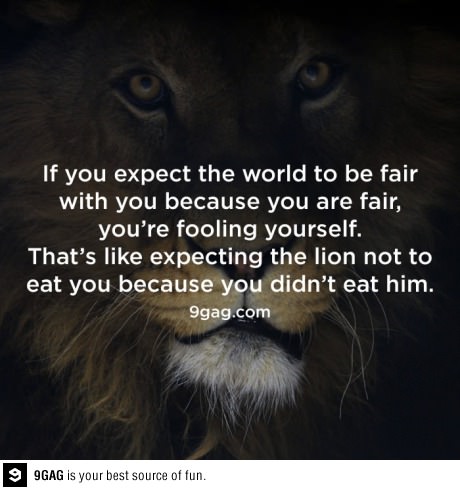 If you expect the world to be fair
with you because you are fair,
you're fooling yourself.
That's like expecting the lion not to
eat you because you didn't eat him.
9gag.com
9GAG is your best source of fun.